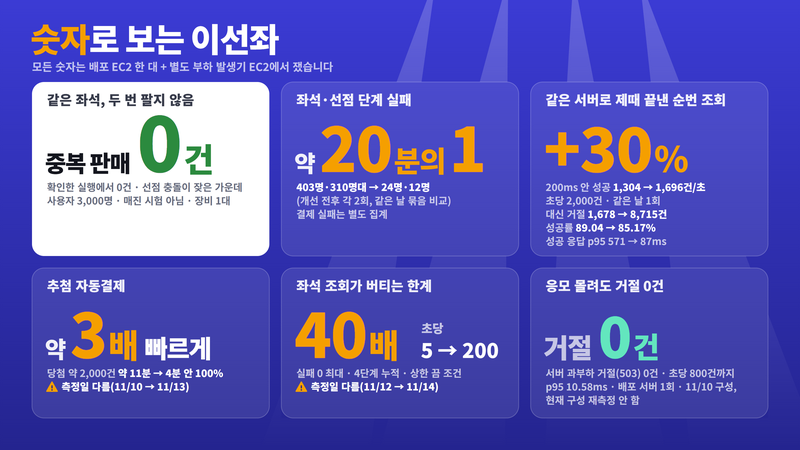 숫자로 보는 이선좌
모든 숫자는 배포 EC2 한 대 + 별도 부하 발생기 EC2에서 쟀습니다
같은 좌석, 두 번 팔지 않음
중복 판매 0건
확인한 실행에서 0건 · 선점 충돌이 잦은 가운데
사용자 3,000명 · 매진 시험 아님 · 장비 1대
좌석·선점 단계 실패
약 20분의 1
403명·310명대 → 24명·12명
(개선 전후 각 2회, 같은 날 묶음 비교)
결제 실패는 별도 집계
같은 서버로 제때 끝낸 순번 조회
+30%
200ms 안 성공 1,304 → 1,696건/초
초당 2,000건 · 같은 날 1회
대신 거절 1,678 → 8,715건
성공률 89.04 → 85.17%
성공 응답 p95 571 → 87ms
추첨 자동결제
약 3배 빠르게
당첨 약 2,000건 약 11분 → 4분 안 100%
⚠ 측정일 다름(11/10 → 11/13)
좌석 조회가 버티는 한계
40배
초당
5 → 200
실패 0 최대 · 4단계 누적 · 상한 끔 조건
⚠ 측정일 다름(11/12 → 11/14)
응모 몰려도 거절 0건
거절 0건
서버 과부하 거절(503) 0건 · 초당 800건까지
p95 10.58ms · 배포 서버 1회 · 11/10 구성,
현재 구성 재측정 안 함